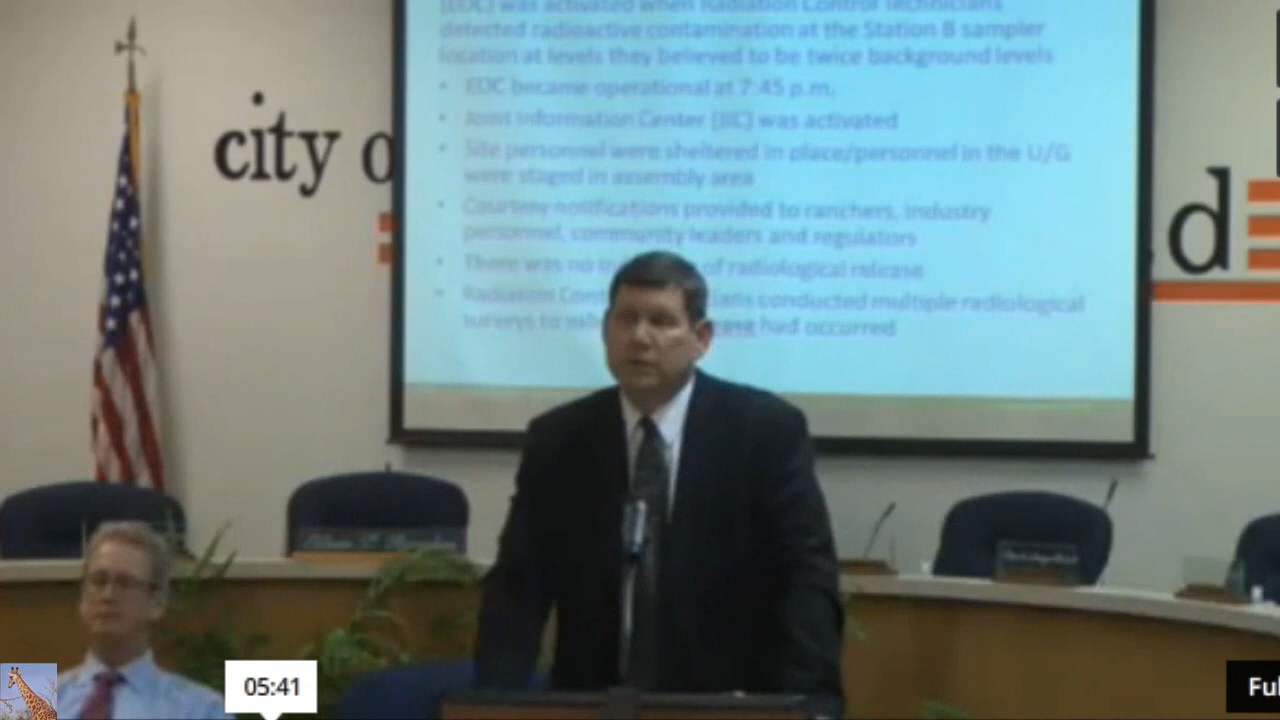 (EOC) was activated when Radiation Control Technicians
detected radioactive contamination at the Station B sampler
location at levels they believed to be twice background levels
• EOC became operational at 7:45 p.m.
• Joint Information Center (JIC) was activated
• Site personnel were sheltered in place/personnel in the U/G
were staged in assembly area
• Courtesy notifications provided to ranchers, industry
personnel, community leaders and regulators
• There was no of radiological release
• Radiation conducted multiple radiological
surveys to had occurred
city o
d
05:41
Ful